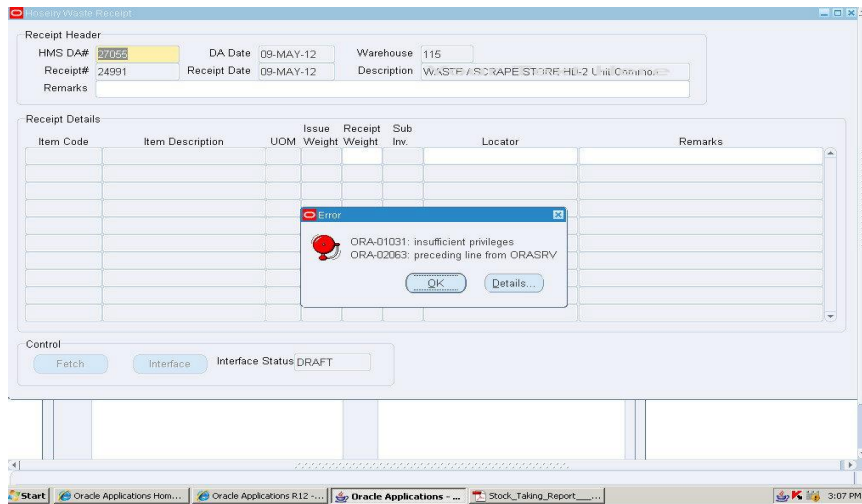 Hosiery Waste Receipt
Receipt Header
HMS DA# 27055 DA Date 09-MAY-12 Warehouse 115
Receipt# 24991 Receipt Date 09-MAY-12 Description WASTE / SCRAPE STORE HL-2 Unit
Remarks
Receipt Details
Issue Receipt Sub
Item Code Item Description UOM Weight Weight Inv. Locator Remarks
Error
ORA-01031: insufficient privileges
ORA-02063: preceding line from ORASRV
OK Details...
Control
Fetch Interface Interface Status DRAFT
Start Oracle Applications Hom... Oracle Applications R12 -... Oracle Applications - ... Stock_Taking_Report___... 3:07 PM